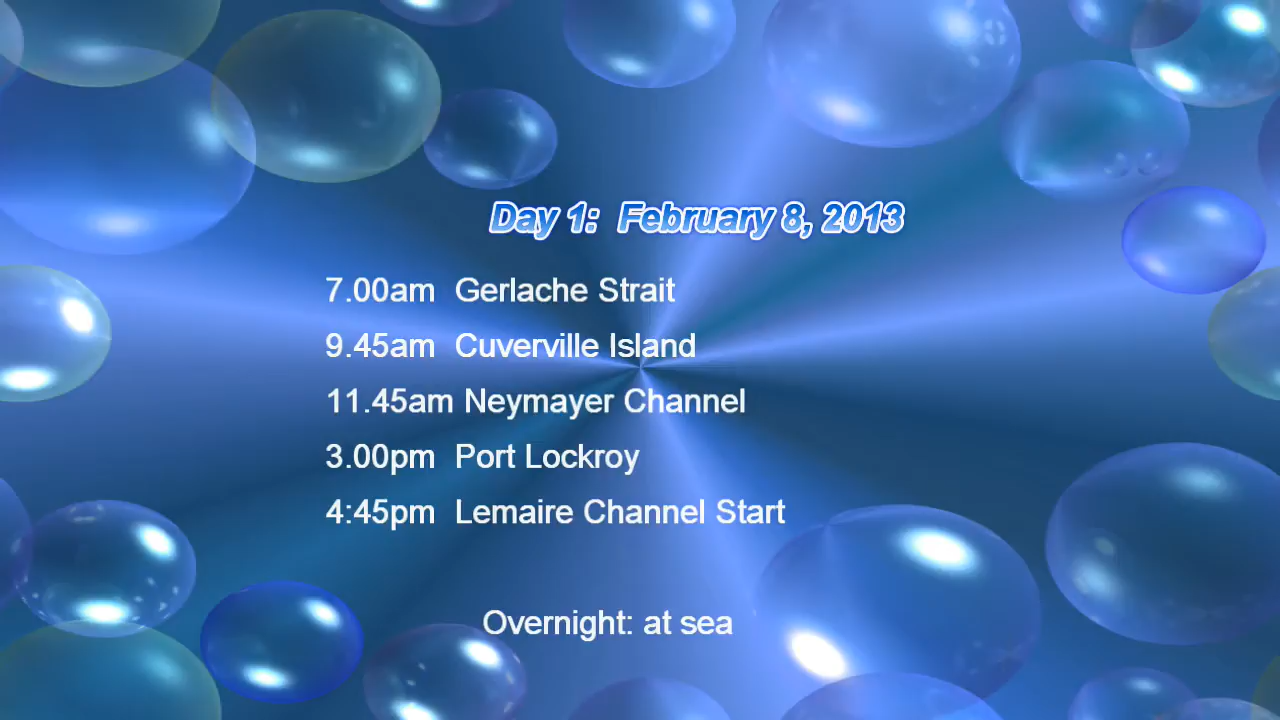 Day 1: February 8, 2013
7.00am Gerlache Strait
9.45am Cuverville Island
11.45am Neymayer Channel
3.00pm Port Lockroy
4:45pm Lemaire Channel Start
Overnight: at sea